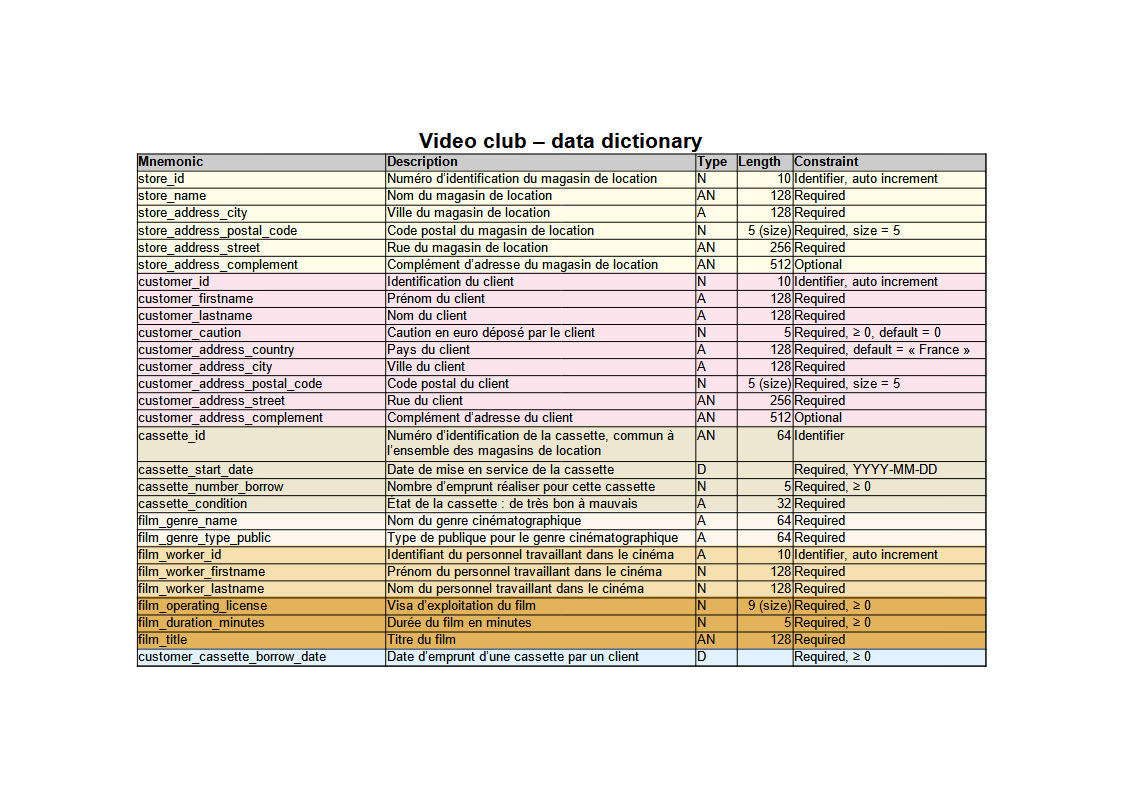 Video club – data dictionary
Mnemonic Description Type Length Constraint
store_id Numéro d’identification du magasin de location N 10 Identifier, auto increment
store_name Nom du magasin de location AN 128 Required
store_address_city Ville du magasin de location A 128 Required
store_address_postal_code Code postal du magasin de location N 5 (size) Required, size = 5
store_address_street Rue du magasin de location AN 256 Required
store_address_complement Complément d’adresse du magasin de location AN 512 Optional
customer_id Identification du client N 10 Identifier, auto increment
customer_firstname Prénom du client A 128 Required
customer_lastname Nom du client A 128 Required
customer_caution Caution en euro déposé par le client N 5 Required, ≥ 0, default = 0
customer_address_country Pays du client A 128 Required, default = « France »
customer_address_city Ville du client A 128 Required
customer_address_postal_code Code postal du client N 5 (size) Required, size = 5
customer_address_street Rue du client AN 256 Required
customer_address_complement Complément d’adresse du client AN 512 Optional
cassette_id Numéro d’identification de la cassette, commun à AN 64 Identifier
l’ensemble des magasins de location
cassette_start_date Date de mise en service de la cassette D Required, YYYY-MM-DD
cassette_number_borrow Nombre d’emprunt réaliser pour cette cassette N 5 Required, ≥ 0
cassette_condition État de la cassette : de très bon à mauvais A 32 Required
film_genre_name Nom du genre cinématographique A 64 Required
film_genre_type_public Type de publique pour le genre cinématographique A 64 Required
film_worker_id Identifiant du personnel travaillant dans le cinéma A 10 Identifier, auto increment
film_worker_firstname Prénom du personnel travaillant dans le cinéma N 128 Required
film_worker_lastname Nom du personnel travaillant dans le cinéma N 128 Required
film_operating_license Visa d’exploitation du film N 9 (size) Required, ≥ 0
film_duration_minutes Durée du film en minutes N 5 Required, ≥ 0
film_title Titre du film AN 128 Required
customer_cassette_borrow_date Date d’emprunt d’une cassette par un client D Required, ≥ 0